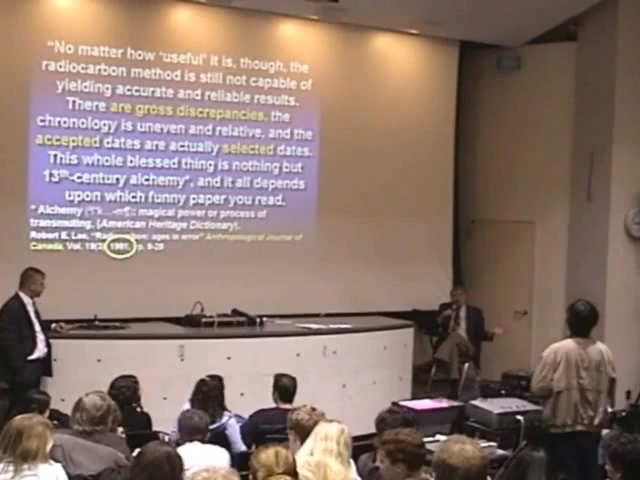 “No matter how ‘useful’ it is, though, the
radiocarbon method is still not capable of
yielding accurate and reliable results.
There are gross discrepancies, the
chronology is uneven and relative, and the
accepted dates are actually selected dates.
This whole blessed thing is nothing but
13th-century alchemy*, and it all depends
upon which funny paper you read.
* Alchemy magical power or process of
transmuting. (American Heritage Dictionary).
Robert E. Lee, ages in error” Anthropological Journal of
Canada, Vol. 1981,